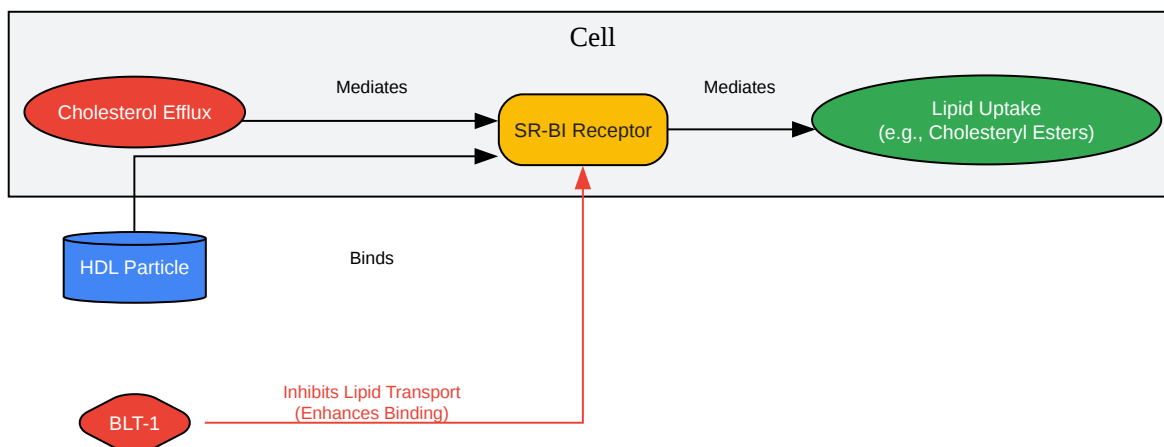 Cell
Mediates
Mediates
Cholesterol Efflux
SR-BI Receptor
Lipid Uptake
(e.g., Cholesteryl Esters)
HDL Particle
Binds
Inhibits Lipid Transport
(Enhances Binding)
BLT-1